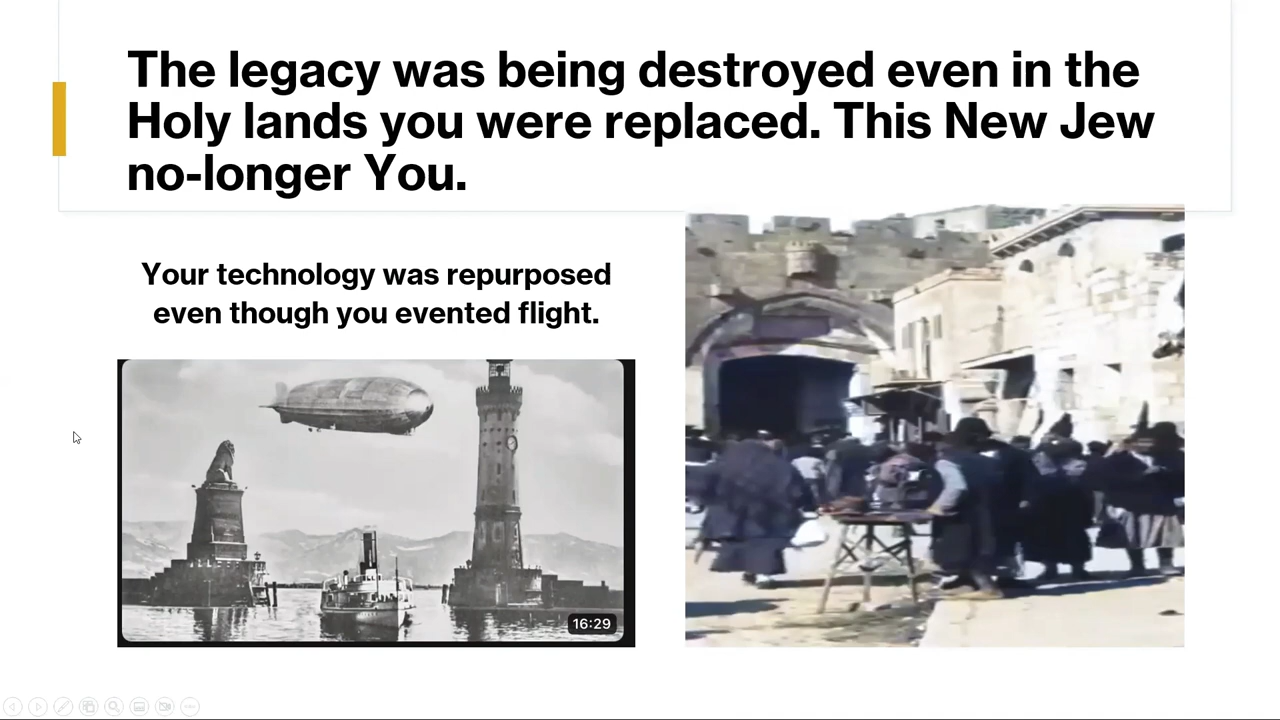 The legacy was being destroyed even in the
Holy lands you were replaced. This New Jew
no-longer You.
Your technology was repurposed
even though you evented flight.
16:29